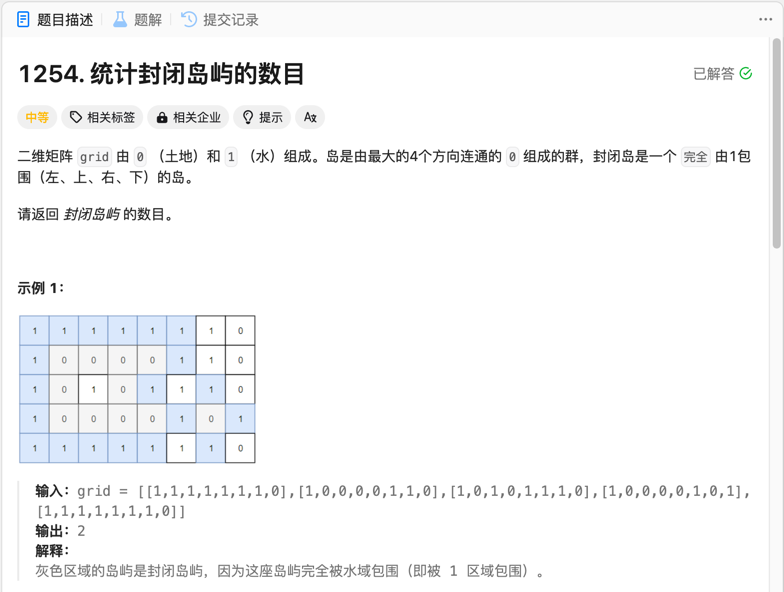 题目描述 题解 提交记录
1254. 统计封闭岛屿的数目
已解答
中等 相关标签 相关企业 提示
二维矩阵 grid 由 0 （土地）和 1 （水）组成。岛是由最大的4个方向连通的 0 组成的群，封闭岛是一个 完全 由1包
围（左、上、右、下）的岛。
请返回 封闭岛屿 的数目。
示例 1：
1 1 1 1 1 1 1 0
1 0 0 0 0 1 1 0
1 0 1 0 1 1 1 0
1 0 0 0 0 1 0 1
1 1 1 1 1 1 1 0
输入：grid = [[1,1,1,1,1,1,1,0],[1,0,0,0,0,1,1,0],[1,0,1,0,1,1,1,0],[1,0,0,0,0,1,0,1],
[1,1,1,1,1,1,1,0]]
输出：2
解释：
灰色区域的岛屿是封闭岛屿，因为这座岛屿完全被水域包围（即被 1 区域包围）。